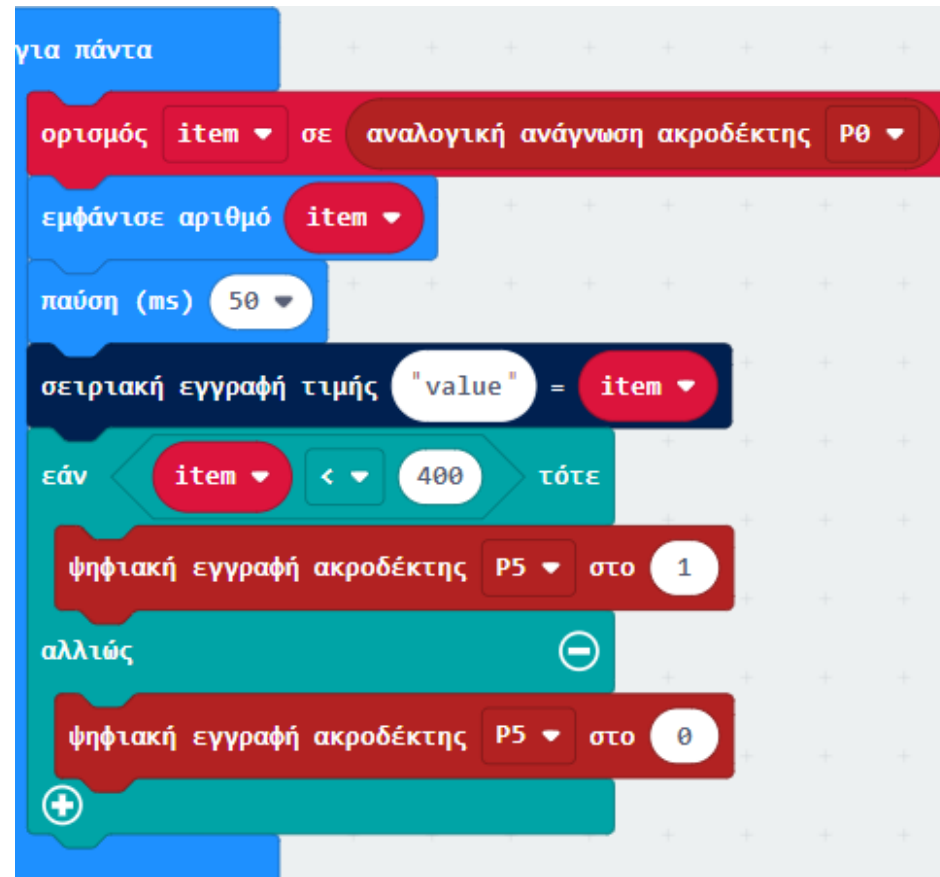 για πάντα
ορισμός item σε αναλογική ανάγνωση ακροδέκτης P0
εμφάνισε αριθμό item
παύση (ms) 50
σειριακή εγγραφή τιμής "value" = item
εάν item < 400 τότε
ψηφιακή εγγραφή ακροδέκτης P5 στο 1
αλλιώς
ψηφιακή εγγραφή ακροδέκτης P5 στο 0